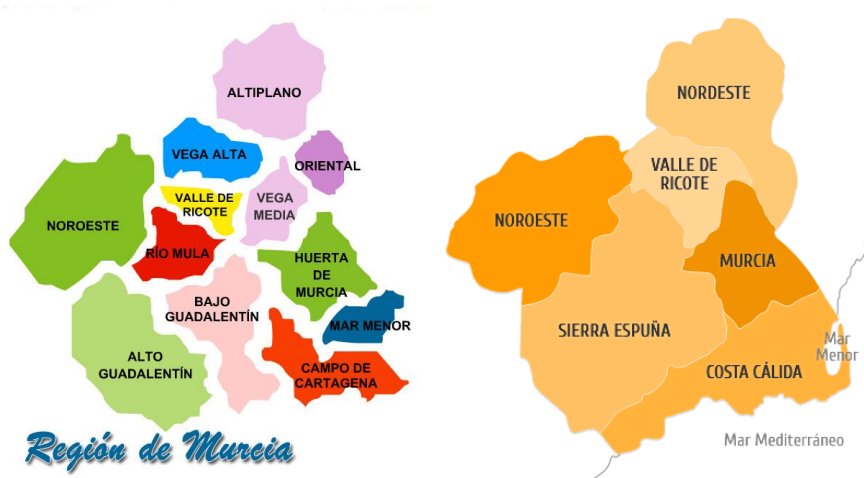 ALTIPLANO
VEGA ALTA
ORIENTAL
VALLE DE
RICOTE
VEGA
MEDIA
NOROESTE
RÍO MULA
HUERTA
DE
MURCIA
BAJO
GUADALENTÍN
MAR MENOR
ALTO
GUADALENTÍN
CAMPO DE
CARTAGENA
Región de Murcia
NORDESTE
VALLE DE
RICOTE
NOROESTE
MURCIA
SIERRA ESPUÑA
Mar
Menor
COSTA CÁLIDA
Mar Mediterráneo